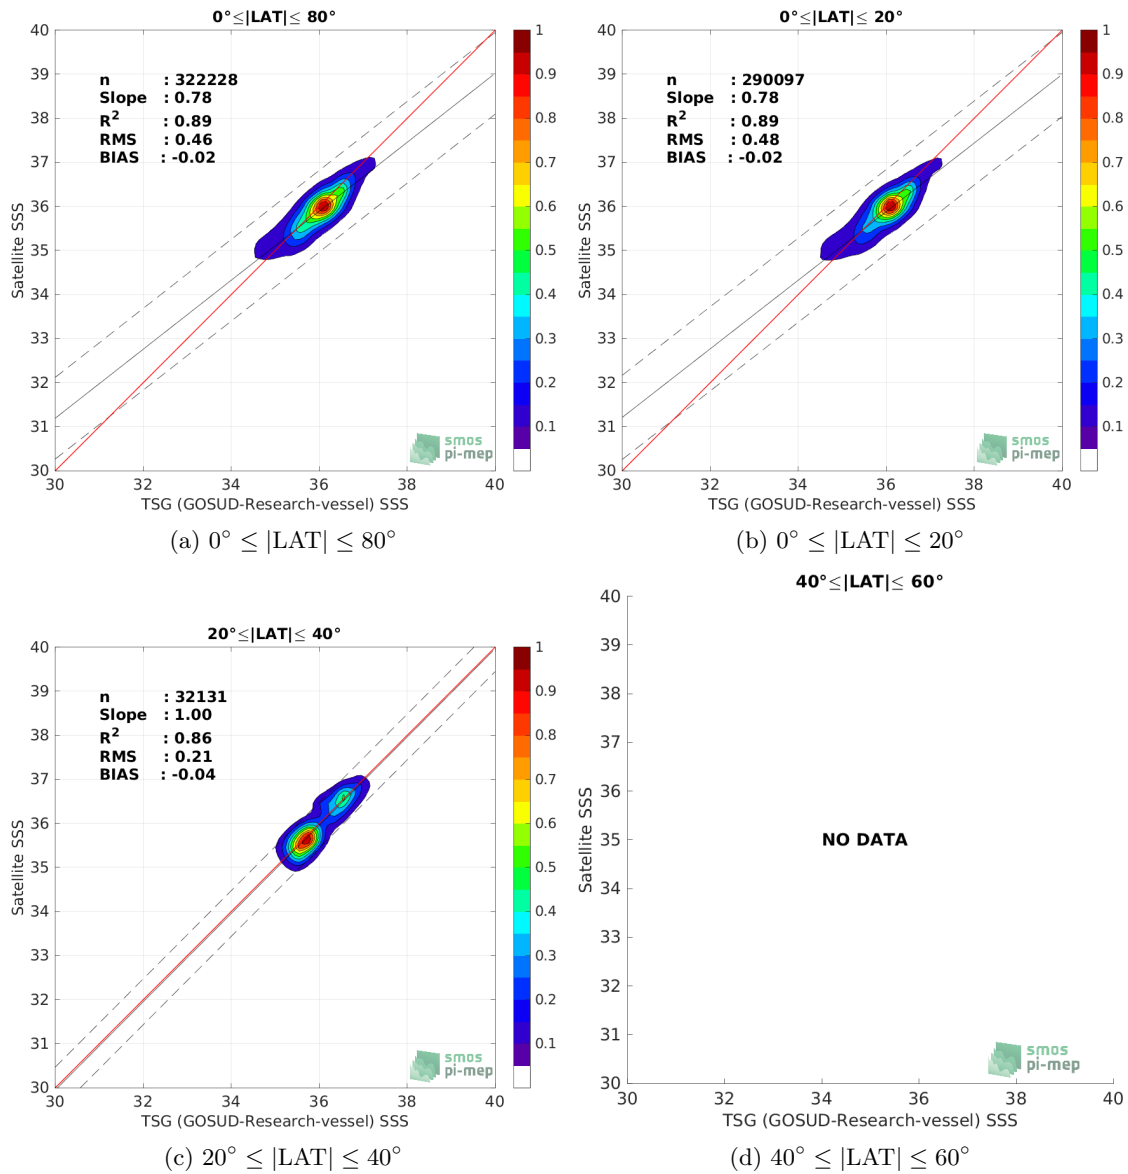 0°≤|LAT|≤ 80°
40
39
38
37
36
35
34
33
32
31
30
Satellite SSS
n : 322228
Slope : 0.78
R² : 0.89
RMS : 0.46
BIAS : -0.02
smos
pi-mep
30 32 34 36 38 40
TSG (GOSUD-Research-vessel) SSS
1
0.9
0.8
0.7
0.6
0.5
0.4
0.3
0.2
0.1
(a) 0° ≤ |LAT| ≤ 80°
0°≤|LAT|≤ 20°
40
39
38
37
36
35
34
33
32
31
30
Satellite SSS
n : 290097
Slope : 0.78
R² : 0.89
RMS : 0.48
BIAS : -0.02
smos
pi-mep
30 32 34 36 38 40
TSG (GOSUD-Research-vessel) SSS
1
0.9
0.8
0.7
0.6
0.5
0.4
0.3
0.2
0.1
(b) 0° ≤ |LAT| ≤ 20°
20°≤|LAT|≤ 40°
40
39
38
37
36
35
34
33
32
31
30
Satellite SSS
n : 32131
Slope : 1.00
R² : 0.86
RMS : 0.21
BIAS : -0.04
smos
pi-mep
30 32 34 36 38 40
TSG (GOSUD-Research-vessel) SSS
1
0.9
0.8
0.7
0.6
0.5
0.4
0.3
0.2
0.1
(c) 20° ≤ |LAT| ≤ 40°
40°≤|LAT|≤ 60°
40
39
38
37
36
35
34
33
32
31
30
Satellite SSS
NO DATA
smos
pi-mep
30 32 34 36 38 40
TSG (GOSUD-Research-vessel) SSS
(d) 40° ≤ |LAT| ≤ 60°